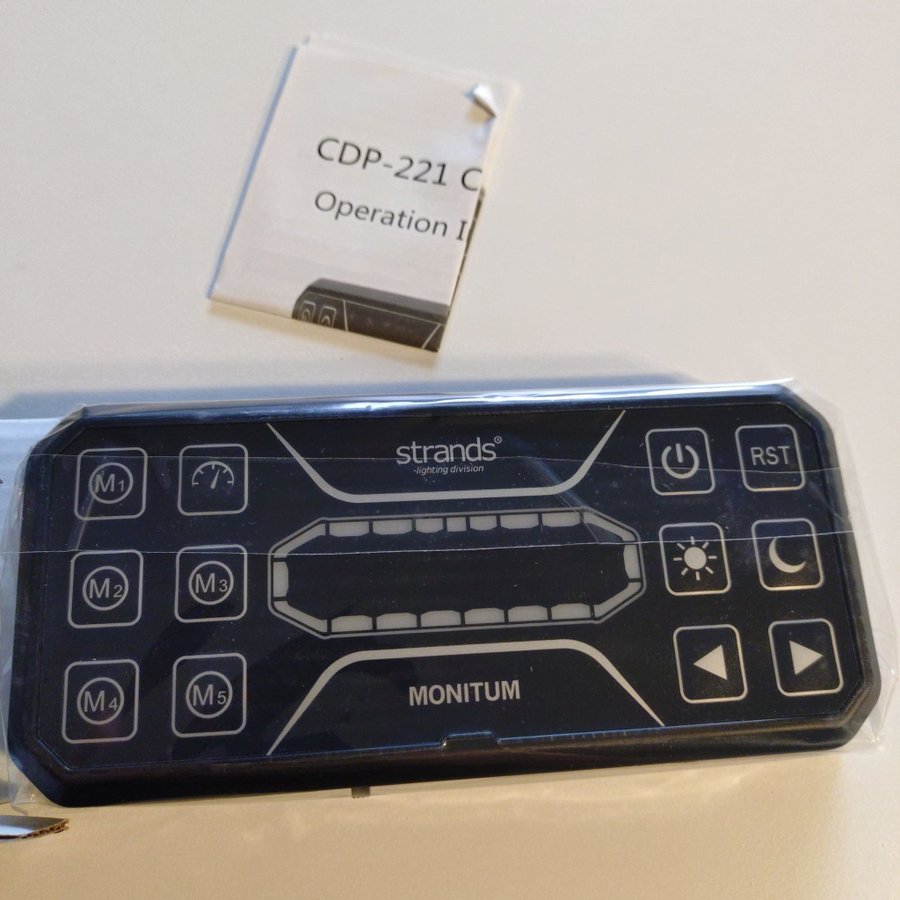 CDP-221 C
Operation I
strands®
-lighting division
M1
RST
M2
M3
M4
M5
MONITUM